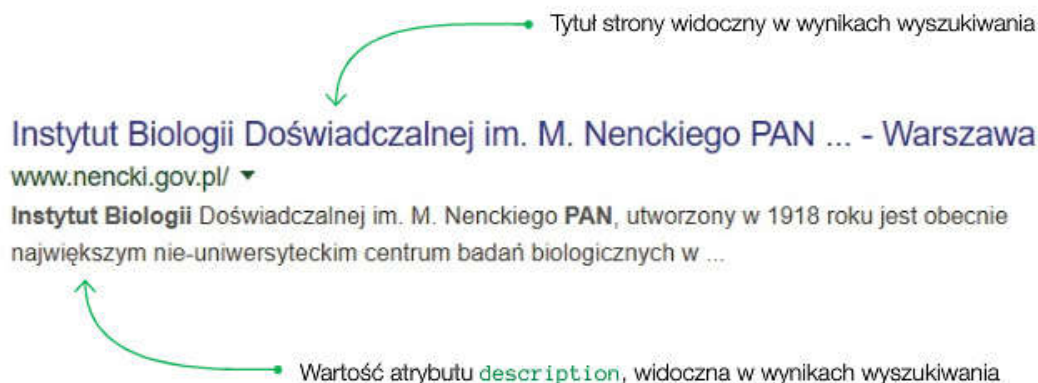 Tytuł strony widoczny w wynikach wyszukiwania
Instytut Biologii Doświadczalnej im. M. Nenckiego PAN ... - Warszawa
www.nencki.gov.pl/
Instytut Biologii Doświadczalnej im. M. Nenckiego PAN, utworzony w 1918 roku jest obecnie
największym nie-uniwersyteckim centrum badań biologicznych w ...
Wartość atrybutu description, widoczna w wynikach wyszukiwania